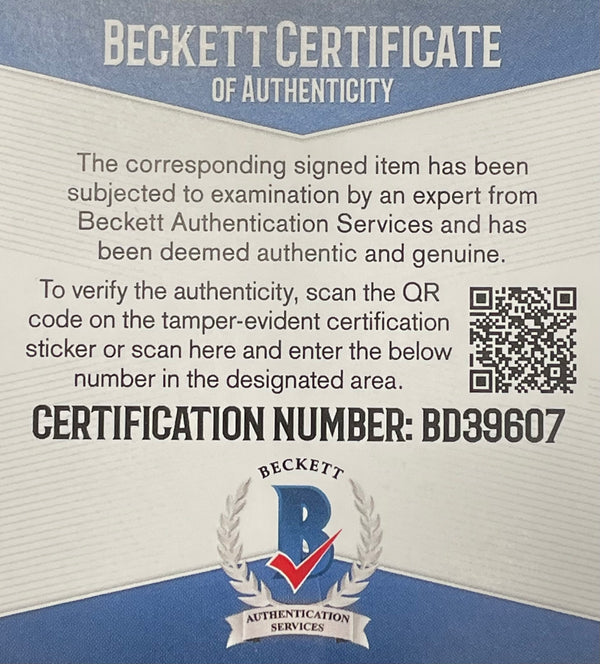 BECKETT CERTIFICATE
OF AUTHENTICITY
The corresponding signed item has been
subjected to examination by an expert from
Beckett Authentication Services and has
been deemed authentic and genuine.
To verify the authenticity, scan the QR
code on the tamper-evident certification
sticker or scan here and enter the below
number in the designated area.
CERTIFICATION NUMBER: BD39607
BECKETT
B
AUTHENTICATION
SERVICES